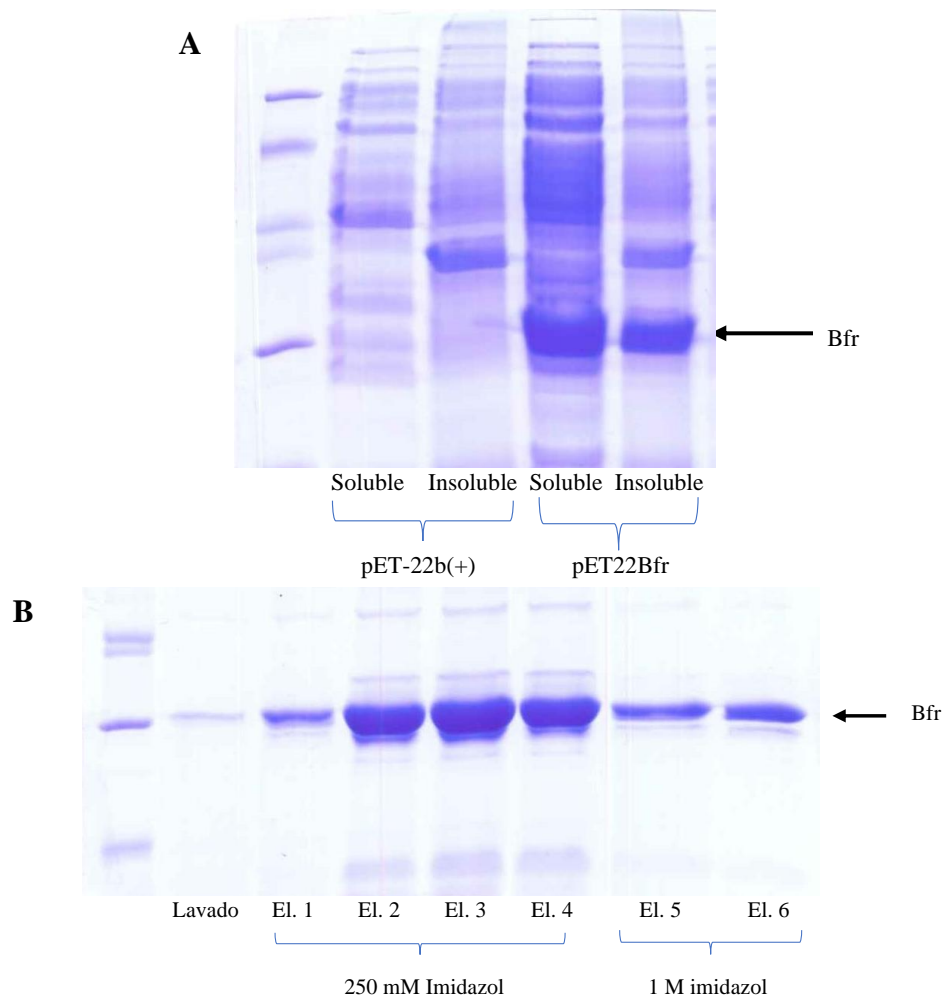 A
Bfr
Soluble Insoluble Soluble Insoluble
pET-22b(+) pET22Bfr
B
Bfr
Lavado El. 1 El. 2 El. 3 El. 4 El. 5 El. 6
250 mM Imidazol 1 M imidazol